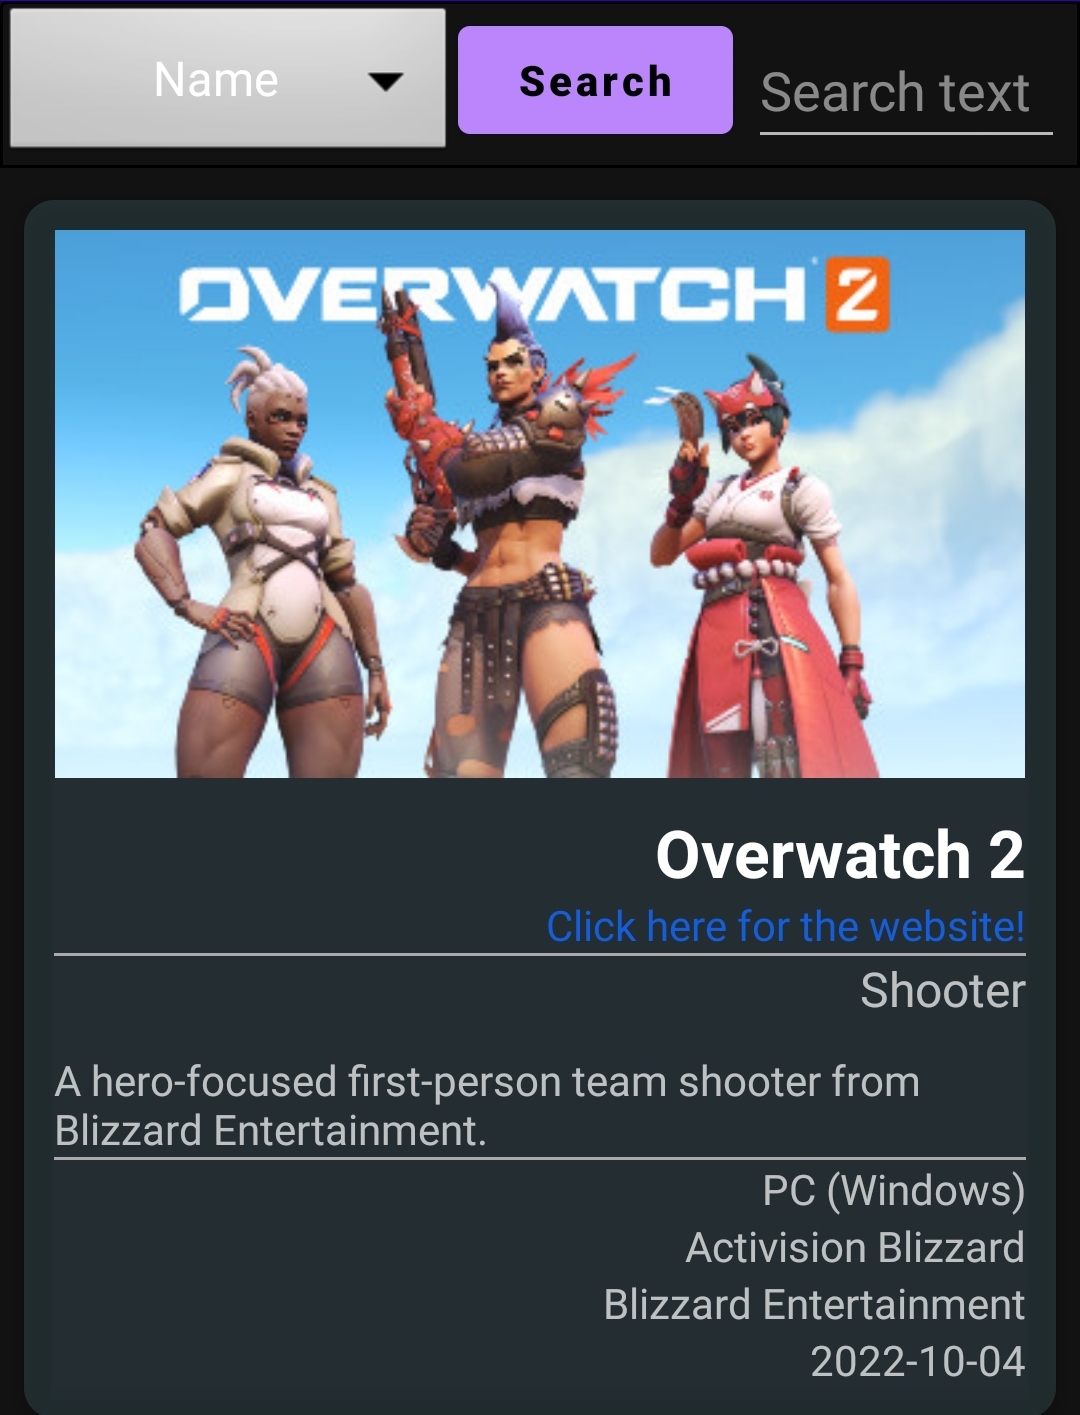 Name
Search
Search text
OVERWATCH 2
Overwatch 2
Click here for the website!
Shooter
A hero-focused first-person team shooter from
Blizzard Entertainment.
PC (Windows)
Activision Blizzard
Blizzard Entertainment
2022-10-04